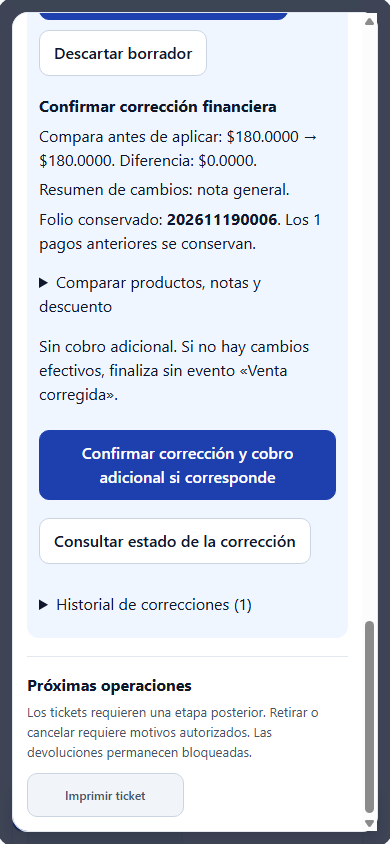 Descartar borrador
Confirmar corrección financiera
Compara antes de aplicar: $180.0000 →
$180.0000. Diferencia: $0.0000.
Resumen de cambios: nota general.
Folio conservado: 202611190006. Los 1
pagos anteriores se conservan.
▶ Comparar productos, notas y
descuento
Sin cobro adicional. Si no hay cambios
efectivos, finaliza sin evento «Venta
corregida».
Confirmar corrección y cobro
adicional si corresponde
Consultar estado de la corrección
▶ Historial de correcciones (1)
Próximas operaciones
Los tickets requieren una etapa posterior. Retirar o
cancelar requiere motivos autorizados. Las
devoluciones permanecen bloqueadas.
Imprimir ticket